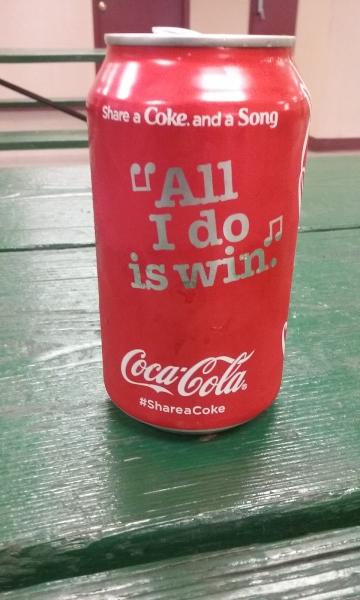 Share a Coke. and a Song
“All
I do
is win.♫
Coca-Cola®
#ShareaCoke